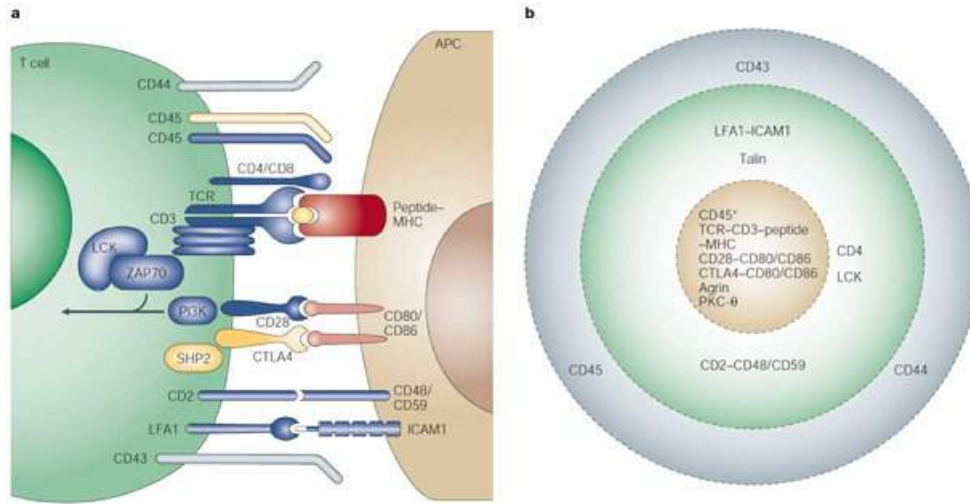 a
T cell
APC
CD44
CD45
CD45
CD4/CD8
TCR
CD3
Peptide–
MHC
LCK
ZAP70
PI3K
CD28
CD80/
CD86
SHP2
CTLA4
CD2
CD48/
CD59
LFA1
ICAM1
CD43
b
CD43
LFA1–ICAM1
Talin
CD45*
TCR–CD3–peptide
–MHC
CD28–CD80/CD86
CTLA4–CD80/CD86
Agrin
PKC-θ
CD4
LCK
CD2–CD48/CD59
CD45
CD44